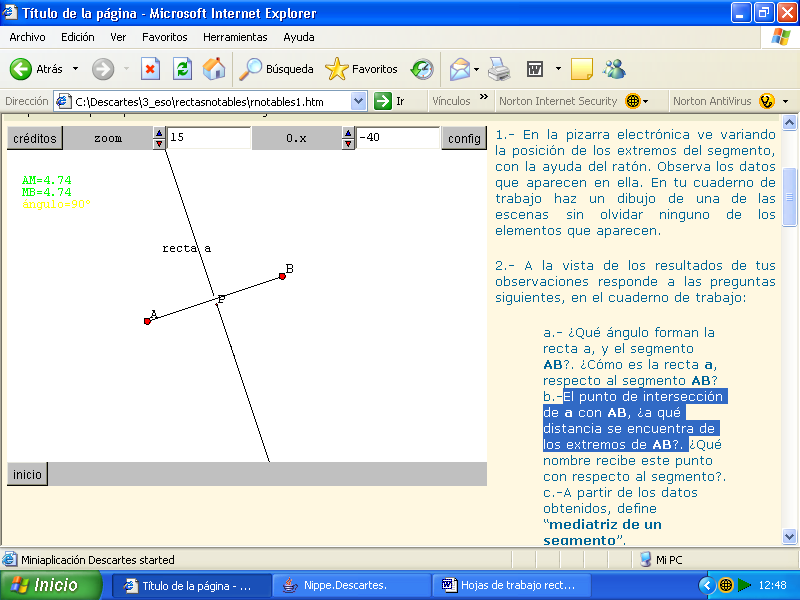 Título de la página - Microsoft Internet Explorer
Archivo Edición Ver Favoritos Herramientas Ayuda
Atrás Búsqueda Favoritos
Dirección C:\Descartes\3_eso\rectasnotables\rnotables1.htm Ir Vínculos » Norton Internet Security Norton AntiVirus
créditos zoom 15 O.x -40 config
AM=4.74
MB=4.74
ángulo=90°
recta a
B
P
A
inicio
1.- En la pizarra electrónica ve variando
la posición de los extremos del segmento,
con la ayuda del ratón. Observa los datos
que aparecen en ella. En tu cuaderno de
trabajo haz un dibujo de una de las
escenas sin olvidar ninguno de los
elementos que aparecen.
2.- A la vista de los resultados de tus
observaciones responde a las preguntas
siguientes, en el cuaderno de trabajo:
a.- ¿Qué ángulo forman la
recta a, y el segmento
AB?. ¿Cómo es la recta a,
respecto al segmento AB?
b.-El punto de intersección
de a con AB, ¿a qué
distancia se encuentra de
los extremos de AB?. ¿Qué
nombre recibe este punto
con respecto al segmento?.
c.-A partir de los datos
obtenidos, define
“mediatriz de un
segmento”.
Miniaplicación Descartes started Mi PC
Inicio Título de la página - ... Nippe.Descartes. Hojas de trabajo rect... 12:48